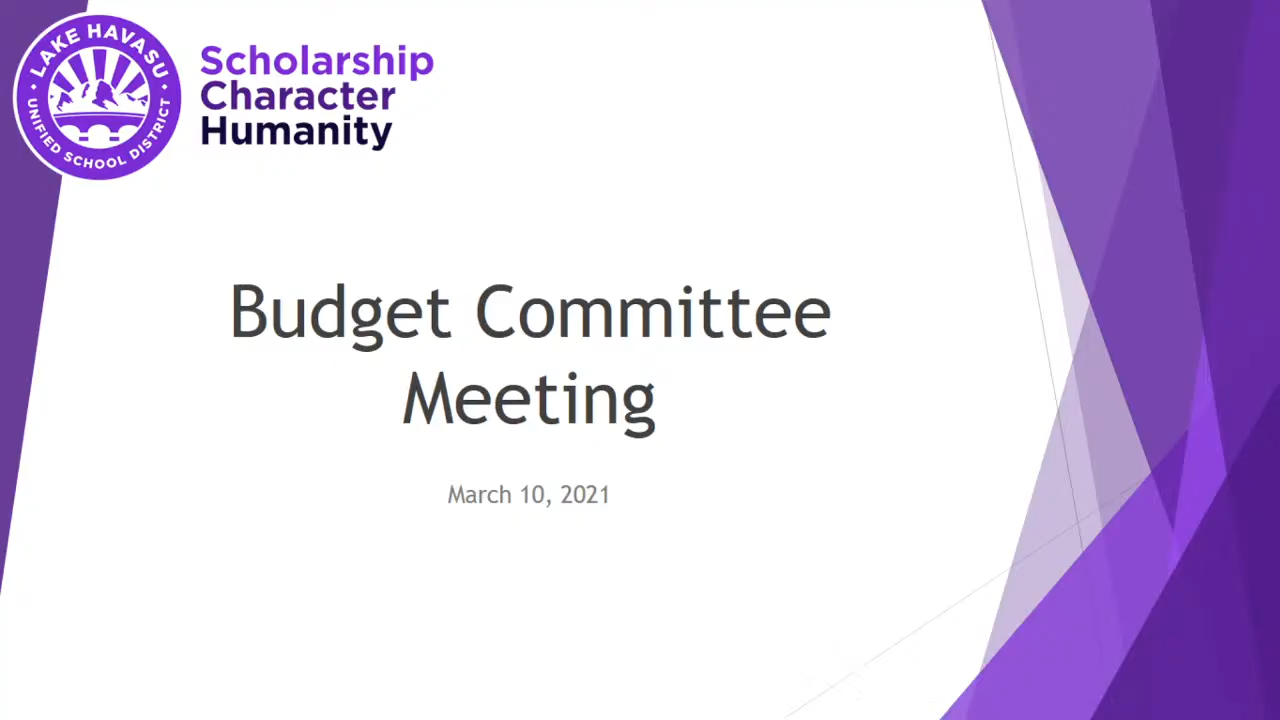 LAKE HAVASU
UNIFIED SCHOOL DISTRICT
Scholarship
Character
Humanity
Budget Committee
Meeting
March 10, 2021